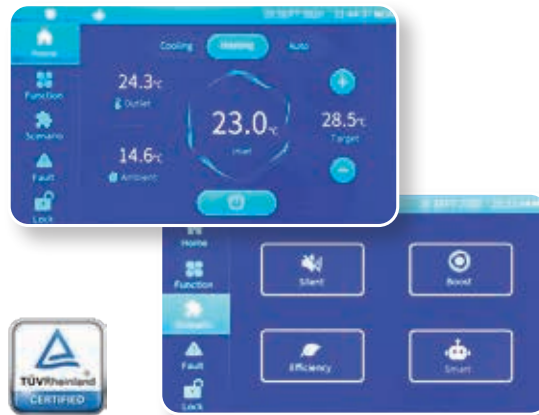 Cooling Heating Auto
Home
Function
Scenario
Fault
Lock
24.3℃
Outlet
14.6℃
Ambient
23.0℃
Inlet
28.5℃
Target
Home
Function
Scenario
Fault
Lock
Silent
Boost
Efficiency
Smart
TÜVRheinland
CERTIFIED